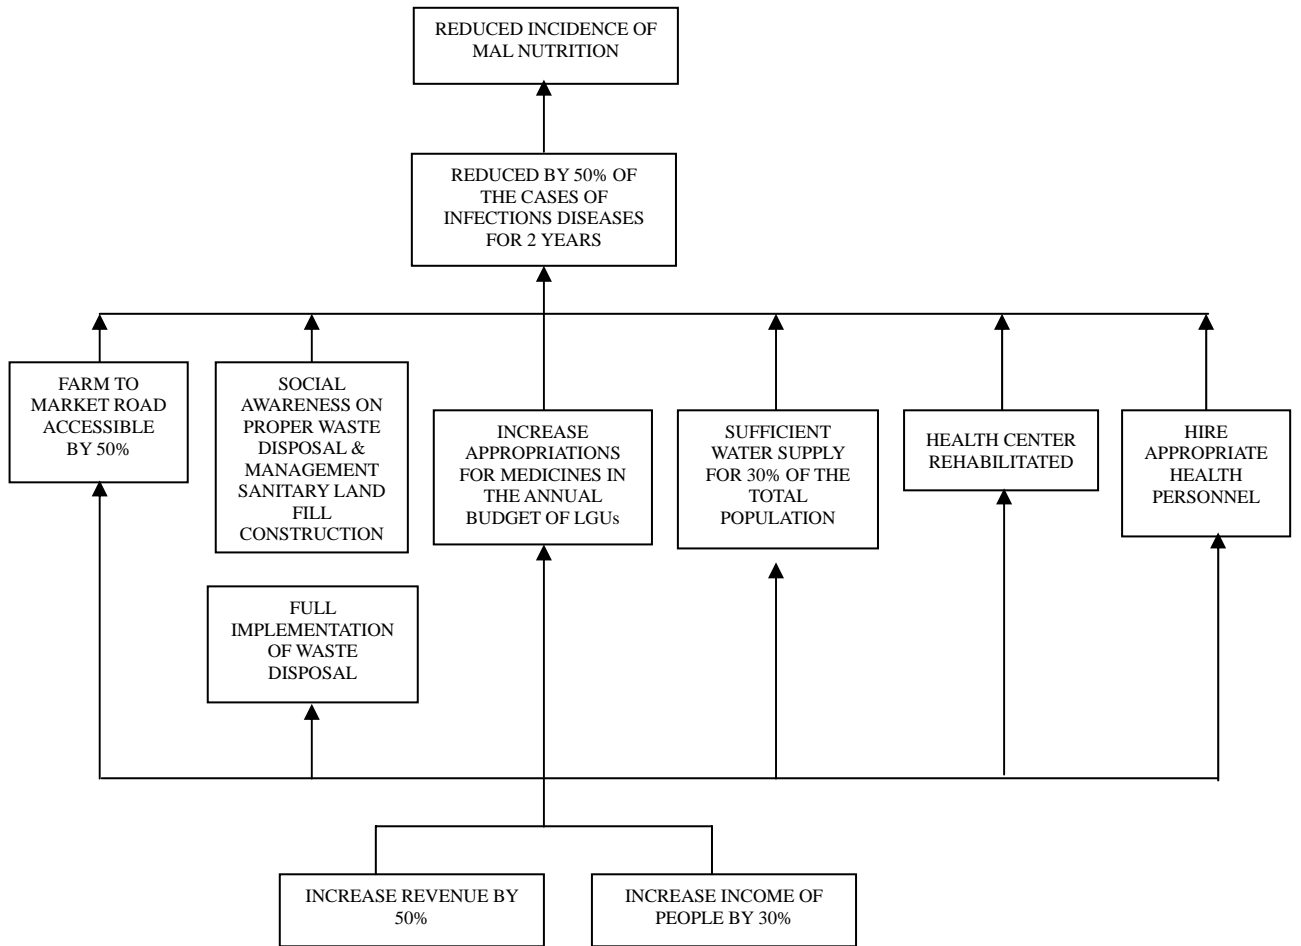 REDUCED INCIDENCE OF
MAL NUTRITION
REDUCED BY 50% OF
THE CASES OF
INFECTIONS DISEASES
FOR 2 YEARS
FARM TO
MARKET ROAD
ACCESSIBLE
BY 50%
SOCIAL
AWARENESS ON
PROPER WASTE
DISPOSAL &
MANAGEMENT
SANITARY LAND
FILL
CONSTRUCTION
INCREASE
APPROPRIATIONS
FOR MEDICINES IN
THE ANNUAL
BUDGET OF LGUs
SUFFICIENT
WATER SUPPLY
FOR 30% OF THE
TOTAL
POPULATION
HEALTH CENTER
REHABILITATED
HIRE
APPROPRIATE
HEALTH
PERSONNEL
FULL
IMPLEMENTATION
OF WASTE
DISPOSAL
INCREASE REVENUE BY
50%
INCREASE INCOME OF
PEOPLE BY 30%